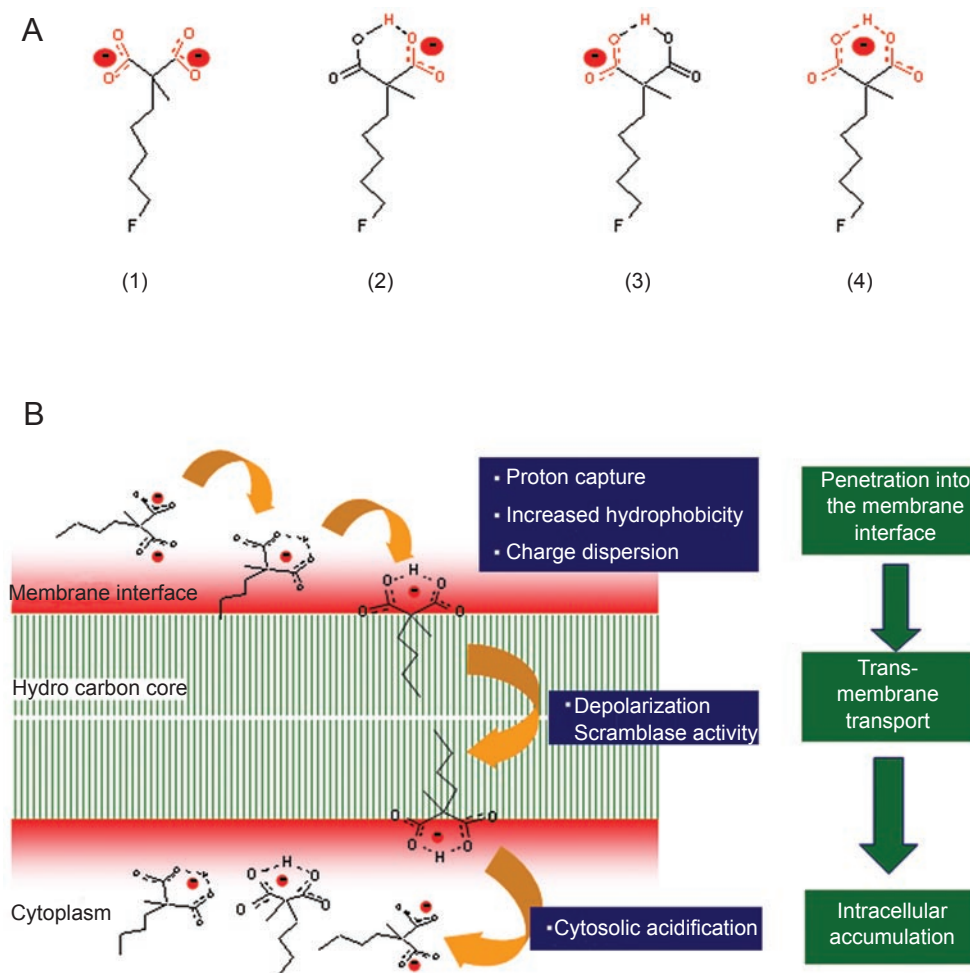 A
O O O O
F
(1)
O H O O O
F
(2)
O H O O O
F
(3)
O H O O O
F
(4)
B
▪ Proton capture
▪ Increased hydrophobicity
▪ Charge dispersion
Penetration into
the membrane
interface
Membrane interface
H
O O
O O
Hydro carbon core
▪ Depolarization
Scramblase activity
Trans-
membrane
transport
O O
O O
H
H
O O
Cytoplasm
▪ Cytosolic acidification
Intracellular
accumulation